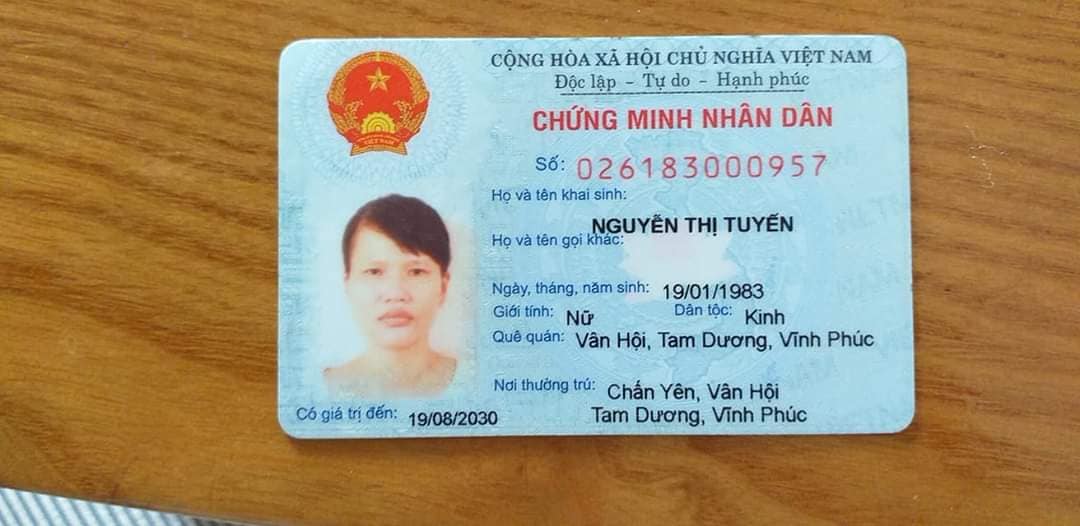 CỘNG HÒA XÃ HỘI CHỦ NGHĨA VIỆT NAM
Độc lập - Tự do - Hạnh phúc
CHỨNG MINH NHÂN DÂN
Số: 026183000957
Họ và tên khai sinh:
NGUYỄN THỊ TUYẾN
Họ và tên gọi khác:
Ngày, tháng, năm sinh: 19/01/1983
Giới tính: Nữ Dân tộc: Kinh
Quê quán: Vân Hội, Tam Dương, Vĩnh Phúc
Nơi thường trú: Chấn Yên, Vân Hội
Tam Dương, Vĩnh Phúc
Có giá trị đến: 19/08/2030
VIỆT NAM